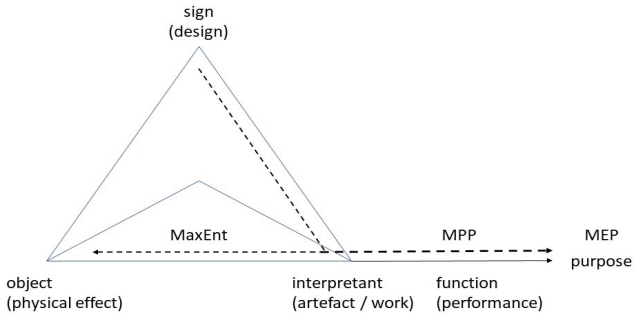 sign
(design)
MaxEnt
MPP
MEP
purpose
object
(physical effect)
interpretant
(artefact / work)
function
(performance)